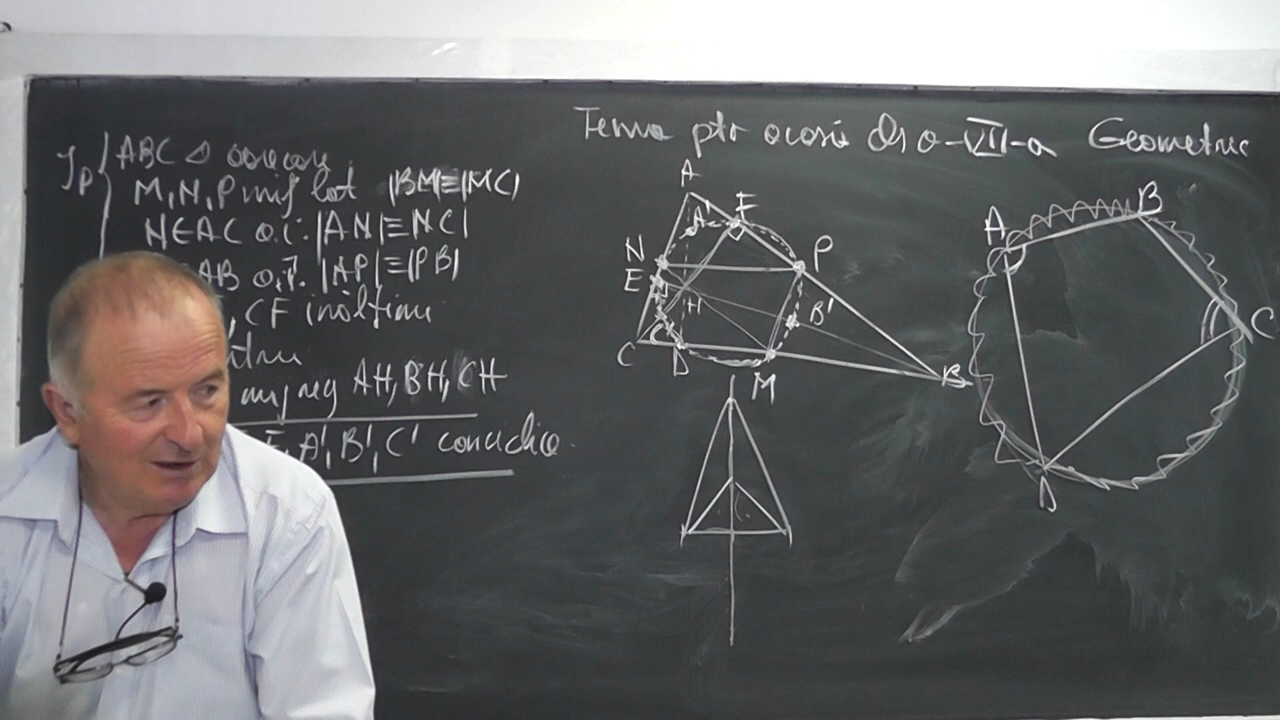 Tema ptr acasă cls a-VII-a Geometrie
Ip ABC △ oarecare
M, N, P mij lat |BM|≡|MC|
N∈AC a.î. |AN|≡|NC|
AB a.î. |AP|≡|PB|
, CF înălțimi
mij reg AH, BH, CH
F, A', B', C' conciclice.
A
A'
F
N
P
E
H
B'
C'
C
D
M
B
A
B
C
D